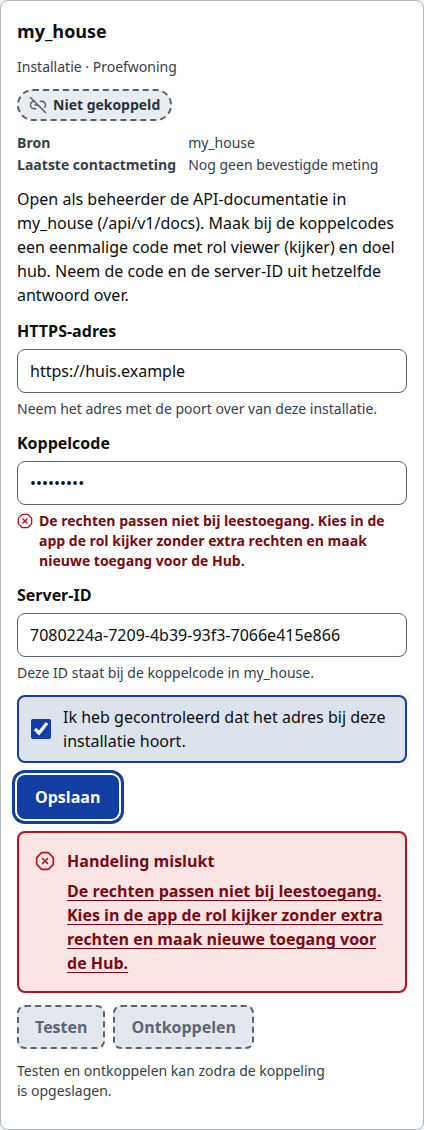 my_house
Installatie · Proefwoning
Niet gekoppeld
Bron my_house
Laatste contactmeting Nog geen bevestigde meting
Open als beheerder de API-documentatie in
my_house (/api/v1/docs). Maak bij de koppelcodes
een eenmalige code met rol viewer (kijker) en doel
hub. Neem de code en de server-ID uit hetzelfde
antwoord over.
HTTPS-adres
https://huis.example
Neem het adres met de poort over van deze installatie.
Koppelcode
•••••••••
De rechten passen niet bij leestoegang. Kies in de
app de rol kijker zonder extra rechten en maak
nieuwe toegang voor de Hub.
Server-ID
7080224a-7209-4b39-93f3-7066e415e866
Deze ID staat bij de koppelcode in my_house.
Ik heb gecontroleerd dat het adres bij deze
installatie hoort.
Opslaan
Handeling mislukt
De rechten passen niet bij leestoegang.
Kies in de app de rol kijker zonder extra
rechten en maak nieuwe toegang voor
de Hub.
Testen Ontkoppelen
Testen en ontkoppelen kan zodra de koppeling
is opgeslagen.